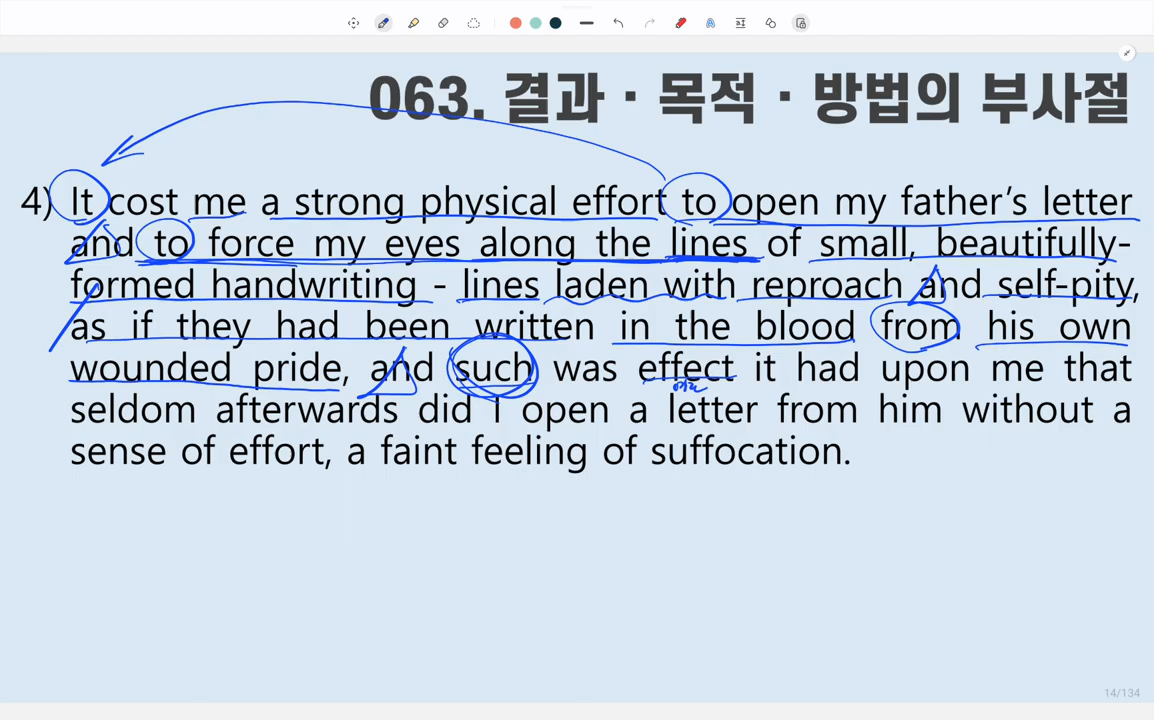 063. 결과 · 목적 · 방법의 부사절
4) It cost me a strong physical effort to open my father's letter
and to force my eyes along the lines of small, beautifully-
formed handwriting - lines laden with reproach and self-pity,
as if they had been written in the blood from his own
wounded pride, and such was effect it had upon me that
seldom afterwards did I open a letter from him without a
sense of effort, a faint feeling of suffocation.
14/134